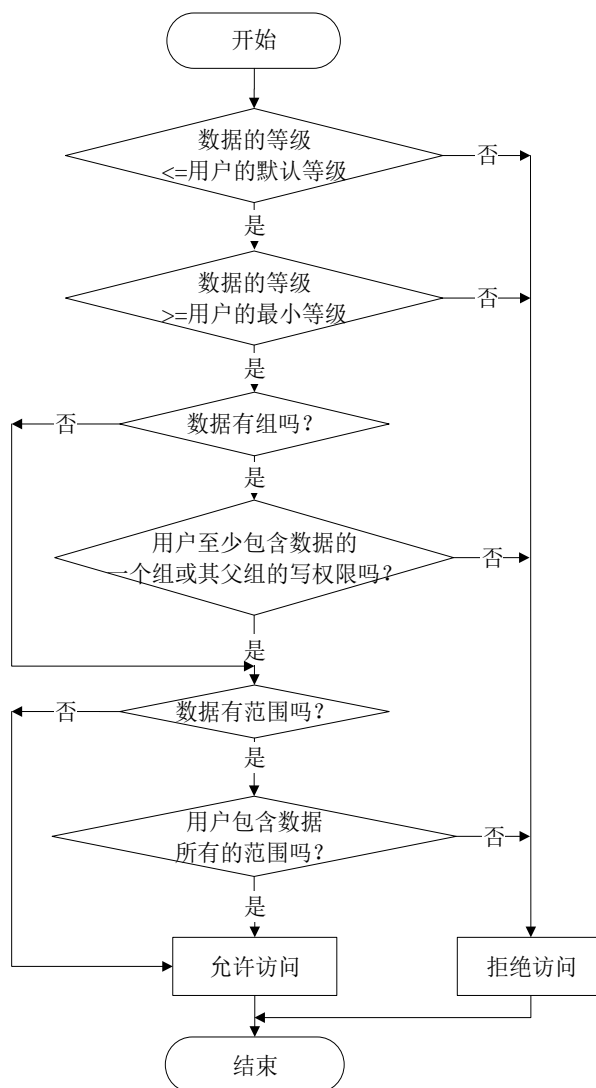 开始
数据的等级
<=用户的默认等级
否
是
数据的等级
>=用户的最小等级
否
是
数据有组吗？
否
是
用户至少包含数据的
一个组或其父组的写权限吗？
否
是
数据有范围吗？
否
是
用户包含数据
所有的范围吗？
否
是
允许访问
拒绝访问
结束